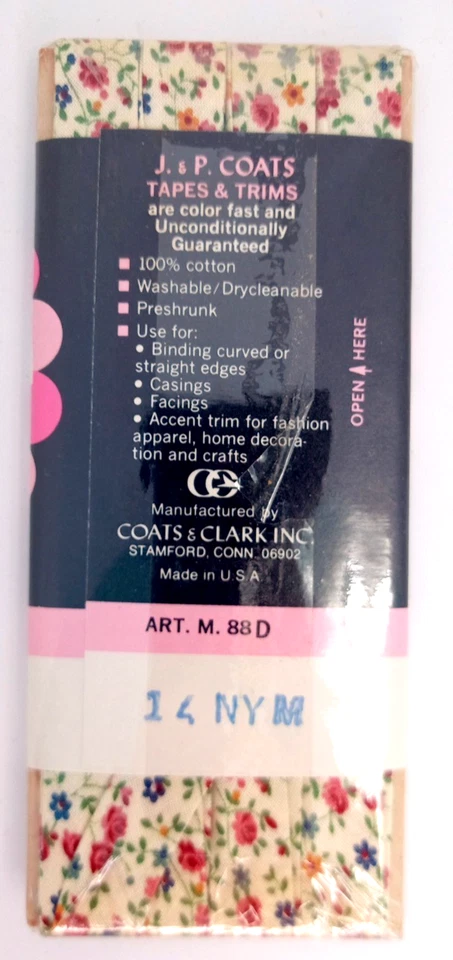 J. & P. COATS
TAPES & TRIMS
are color fast and
Unconditionally
Guaranteed
■ 100% cotton
■ Washable/Drycleanable
■ Preshrunk
■ Use for:
• Binding curved or
straight edges
• Casings
• Facings
• Accent trim for fashion
apparel, home decora-
tion and crafts
Manufactured by
COATS & CLARK INC.
STAMFORD, CONN. 06902
Made in U.S.A.
OPEN HERE
ART. M. 88D
NYM